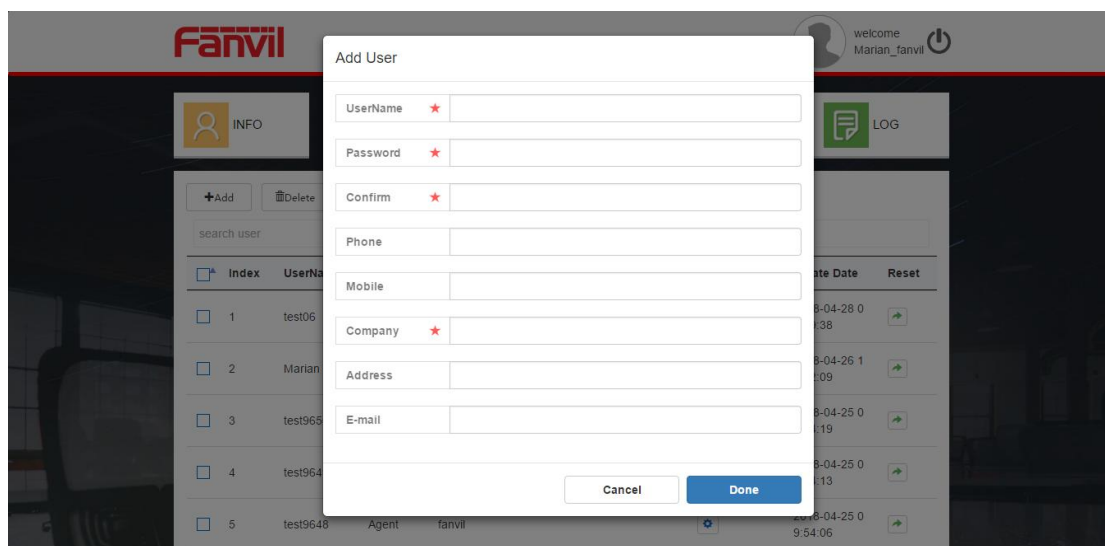 Fanvil
welcome
Marian_fanvil
Add User
INFO
LOG
UserName ★
Password ★
Confirm ★
Phone
Mobile
Company ★
Address
E-mail
Cancel Done
+Add Delete
search user
Index Date Reset
1 test06
2 Marian
3
4
5 test9648 Agent fanvil 9:54:06